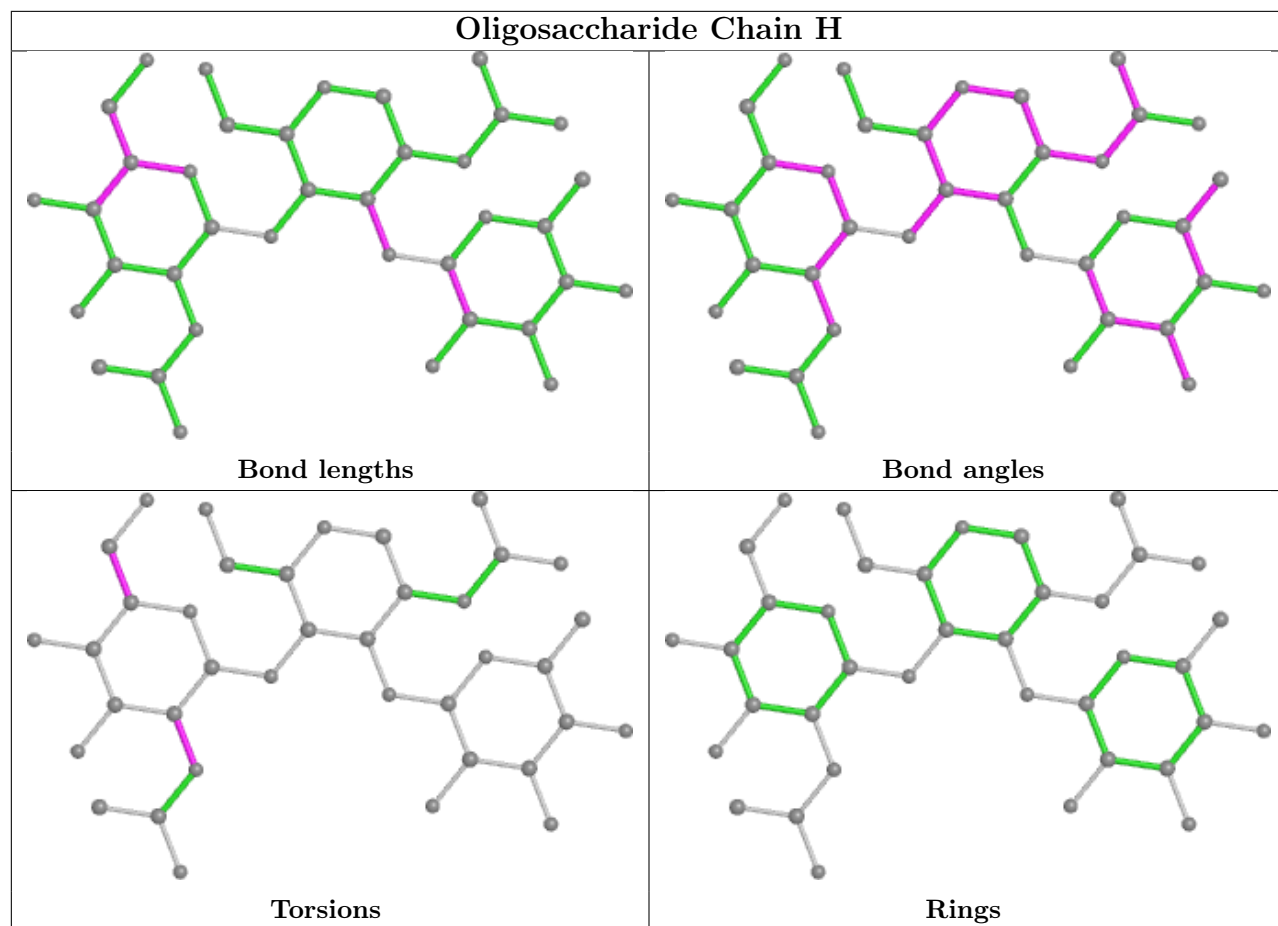 Oligosaccharide Chain H
Bond lengths
Bond angles
Torsions
Rings